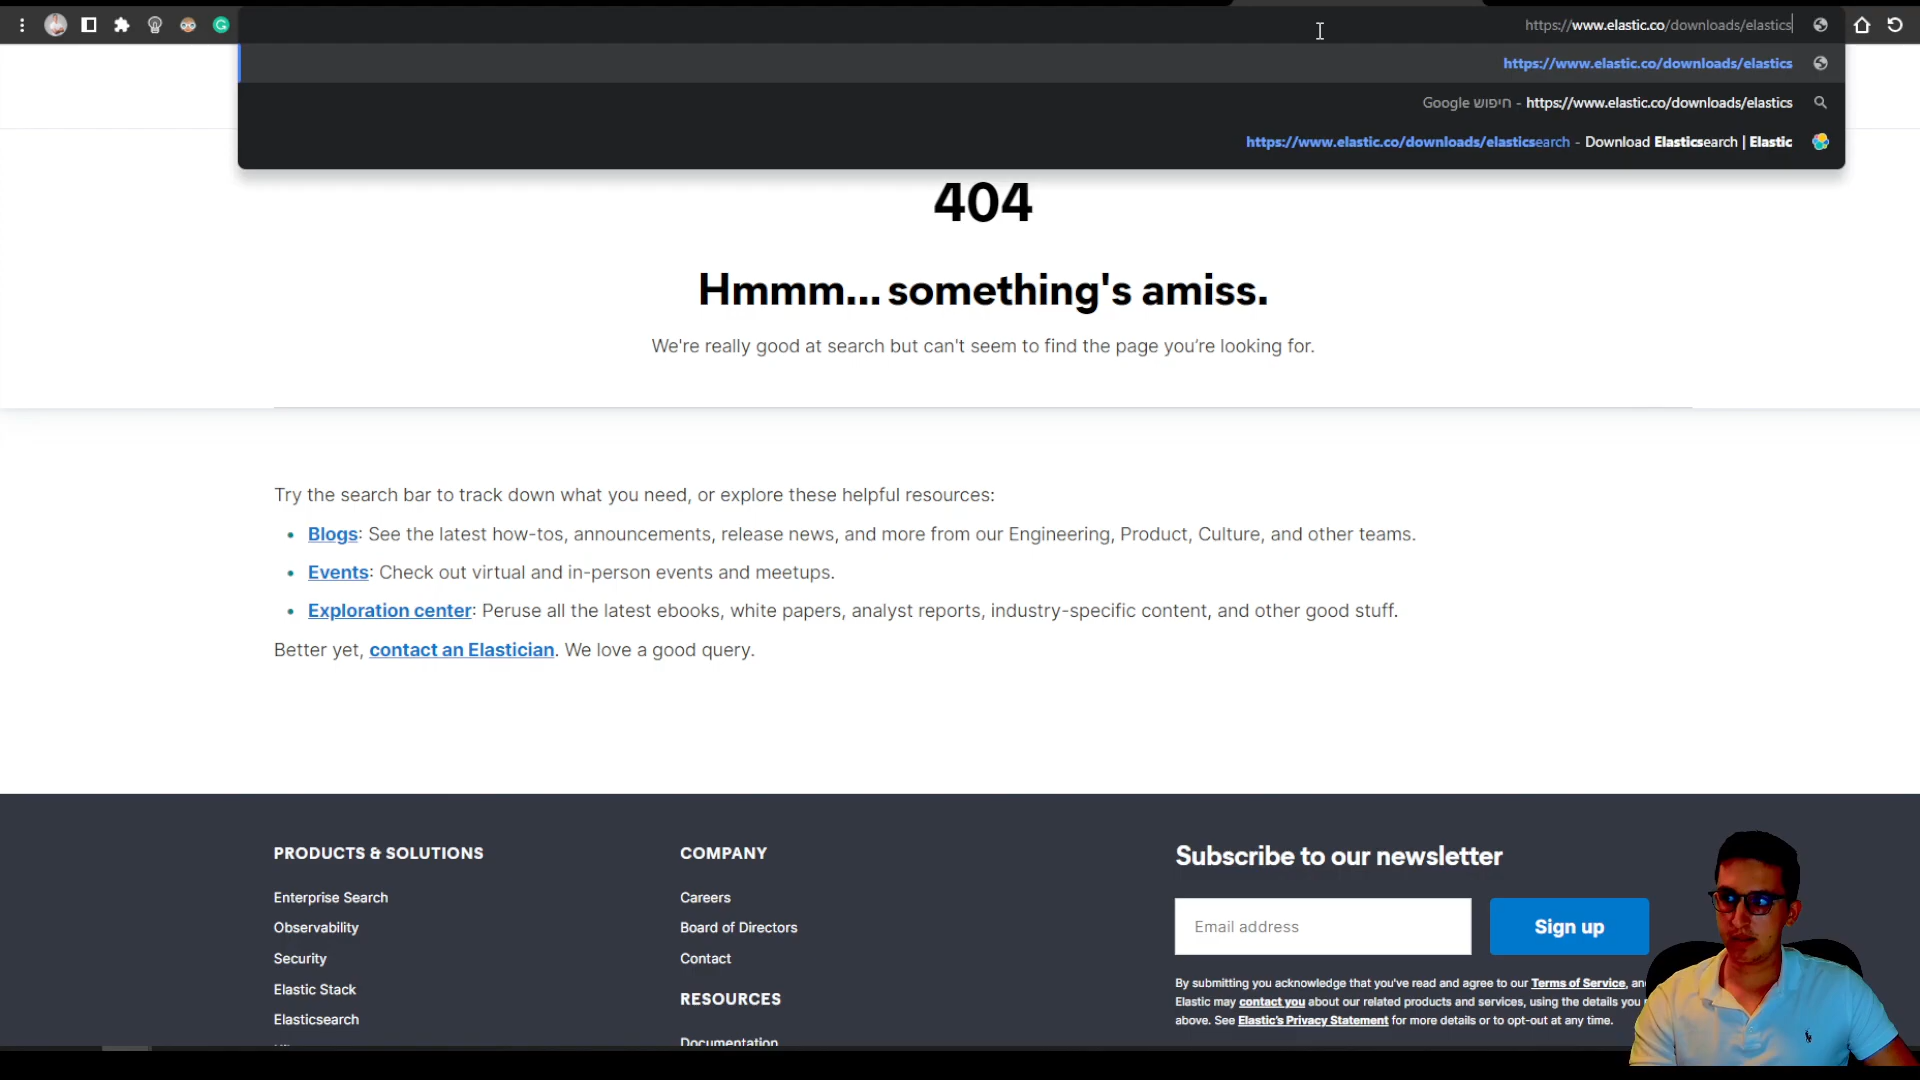 https://www.elastic.co/downloads/elastics
https://www.elastic.co/downloads/elastics
Google חיפוש - https://www.elastic.co/downloads/elastics
https://www.elastic.co/downloads/elasticsearch - Download Elasticsearch | Elastic
404
Hmmm... something's amiss.
We're really good at search but can't seem to find the page you're looking for.
Try the search bar to track down what you need, or explore these helpful resources:
• Blogs: See the latest how-tos, announcements, release news, and more from our Engineering, Product, Culture, and other teams.
• Events: Check out virtual and in-person events and meetups.
• Exploration center: Peruse all the latest ebooks, white papers, analyst reports, industry-specific content, and other good stuff.
Better yet, contact an Elastician. We love a good query.
PRODUCTS & SOLUTIONS
Enterprise Search
Observability
Security
Elastic Stack
Elasticsearch
COMPANY
Careers
Board of Directors
Contact
RESOURCES
Documentation
Subscribe to our newsletter
Email address
Sign up
By submitting you acknowledge that you've read and agree to our Terms of Service,
Elastic may contact you about our related products and services, using the details you
above. See Elastic's Privacy Statement for more details or to opt-out at any time.